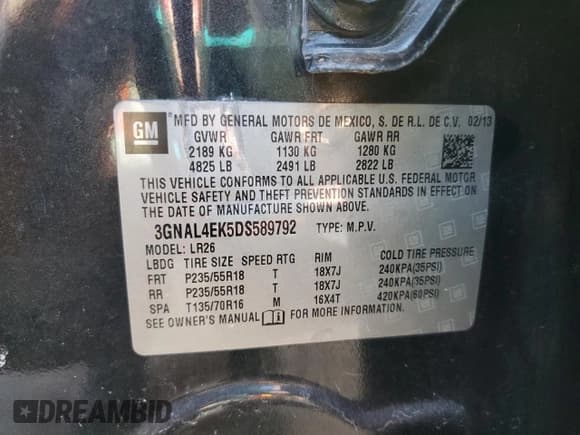 GM
*MFD BY GENERAL MOTORS DE MEXICO, S. DE R.L. DE C.V. 02/13
GVWR GAWR FRT GAWR RR
2189 KG 1130 KG 1280 KG
4825 LB 2491 LB 2822 LB
THIS VEHICLE CONFORMS TO ALL APPLICABLE U.S. FEDERAL MOTOR
VEHICLE SAFETY AND THEFT PREVENTION STANDARDS IN EFFECT ON
THE DATE OF MANUFACTURE SHOWN ABOVE.
3GNAL4EK5DS589792 TYPE: M.P.V.
MODEL: LR26
LBDG TIRE SIZE SPEED RTG RIM COLD TIRE PRESSURE
FRT P235/55R18 T 18X7J 240KPA(35PSI)
RR P235/55R18 T 18X7J 240KPA(35PSI)
SPA T135/70R16 M 16X4T 420KPA(60PSI)
SEE OWNER'S MANUAL FOR MORE INFORMATION.
DREAMBID